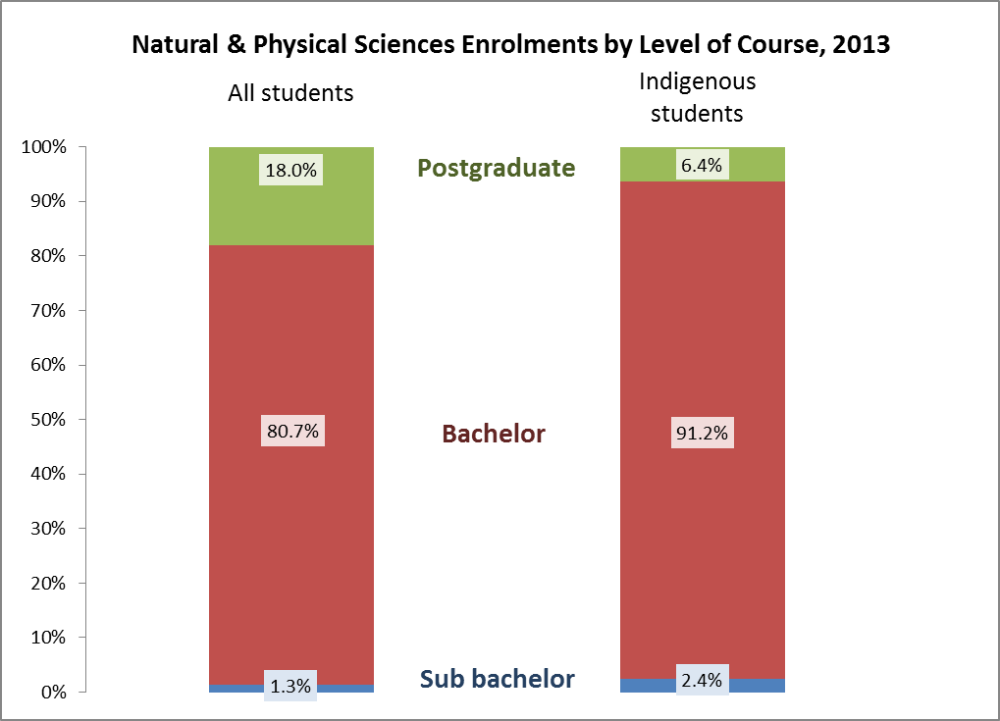 Natural & Physical Sciences Enrolments by Level of Course, 2013
All students
Indigenous
students
100%
90%
80%
70%
60%
50%
40%
30%
20%
10%
0%
18.0%
80.7%
1.3%
Postgraduate
Bachelor
Sub bachelor
6.4%
91.2%
2.4%